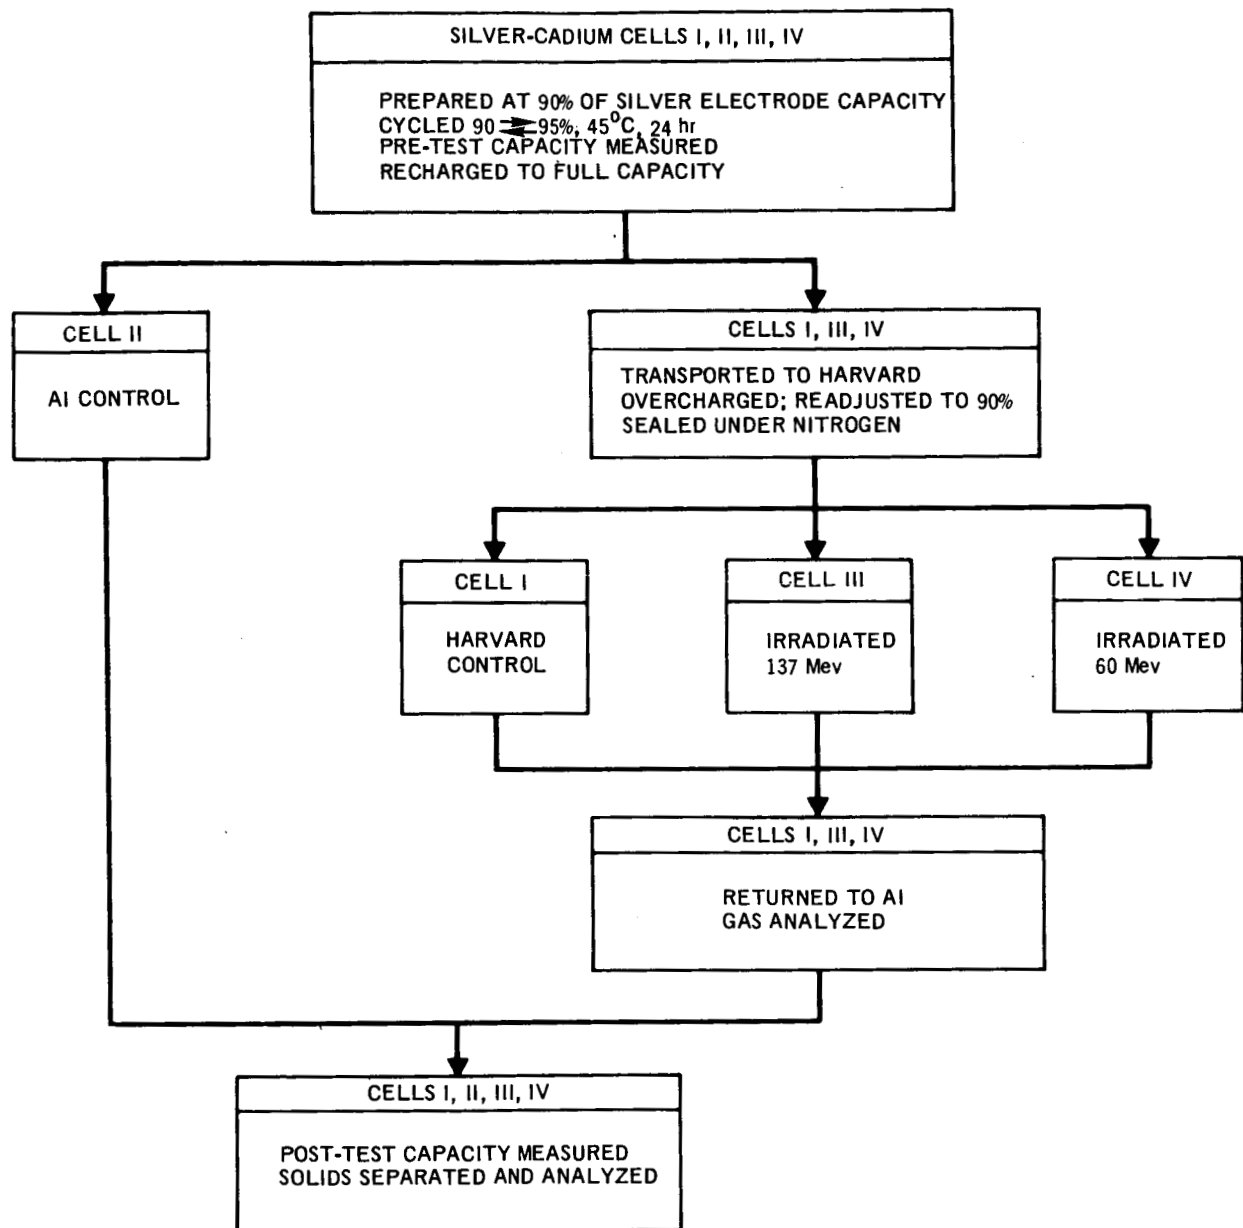 SILVER-CADIUM CELLS I, II, III, IV
PREPARED AT 90% OF SILVER ELECTRODE CAPACITY
CYCLED 90 ⇄ 95%, 45°C, 24 hr
PRE-TEST CAPACITY MEASURED
RECHARGED TO FULL CAPACITY
CELL II
AI CONTROL
CELLS I, III, IV
TRANSPORTED TO HARVARD
OVERCHARGED; READJUSTED TO 90%
SEALED UNDER NITROGEN
CELL I
HARVARD
CONTROL
CELL III
IRRADIATED
137 Mev
CELL IV
IRRADIATED
60 Mev
CELLS I, III, IV
RETURNED TO AI
GAS ANALYZED
CELLS I, II, III, IV
POST-TEST CAPACITY MEASURED
SOLIDS SEPARATED AND ANALYZED